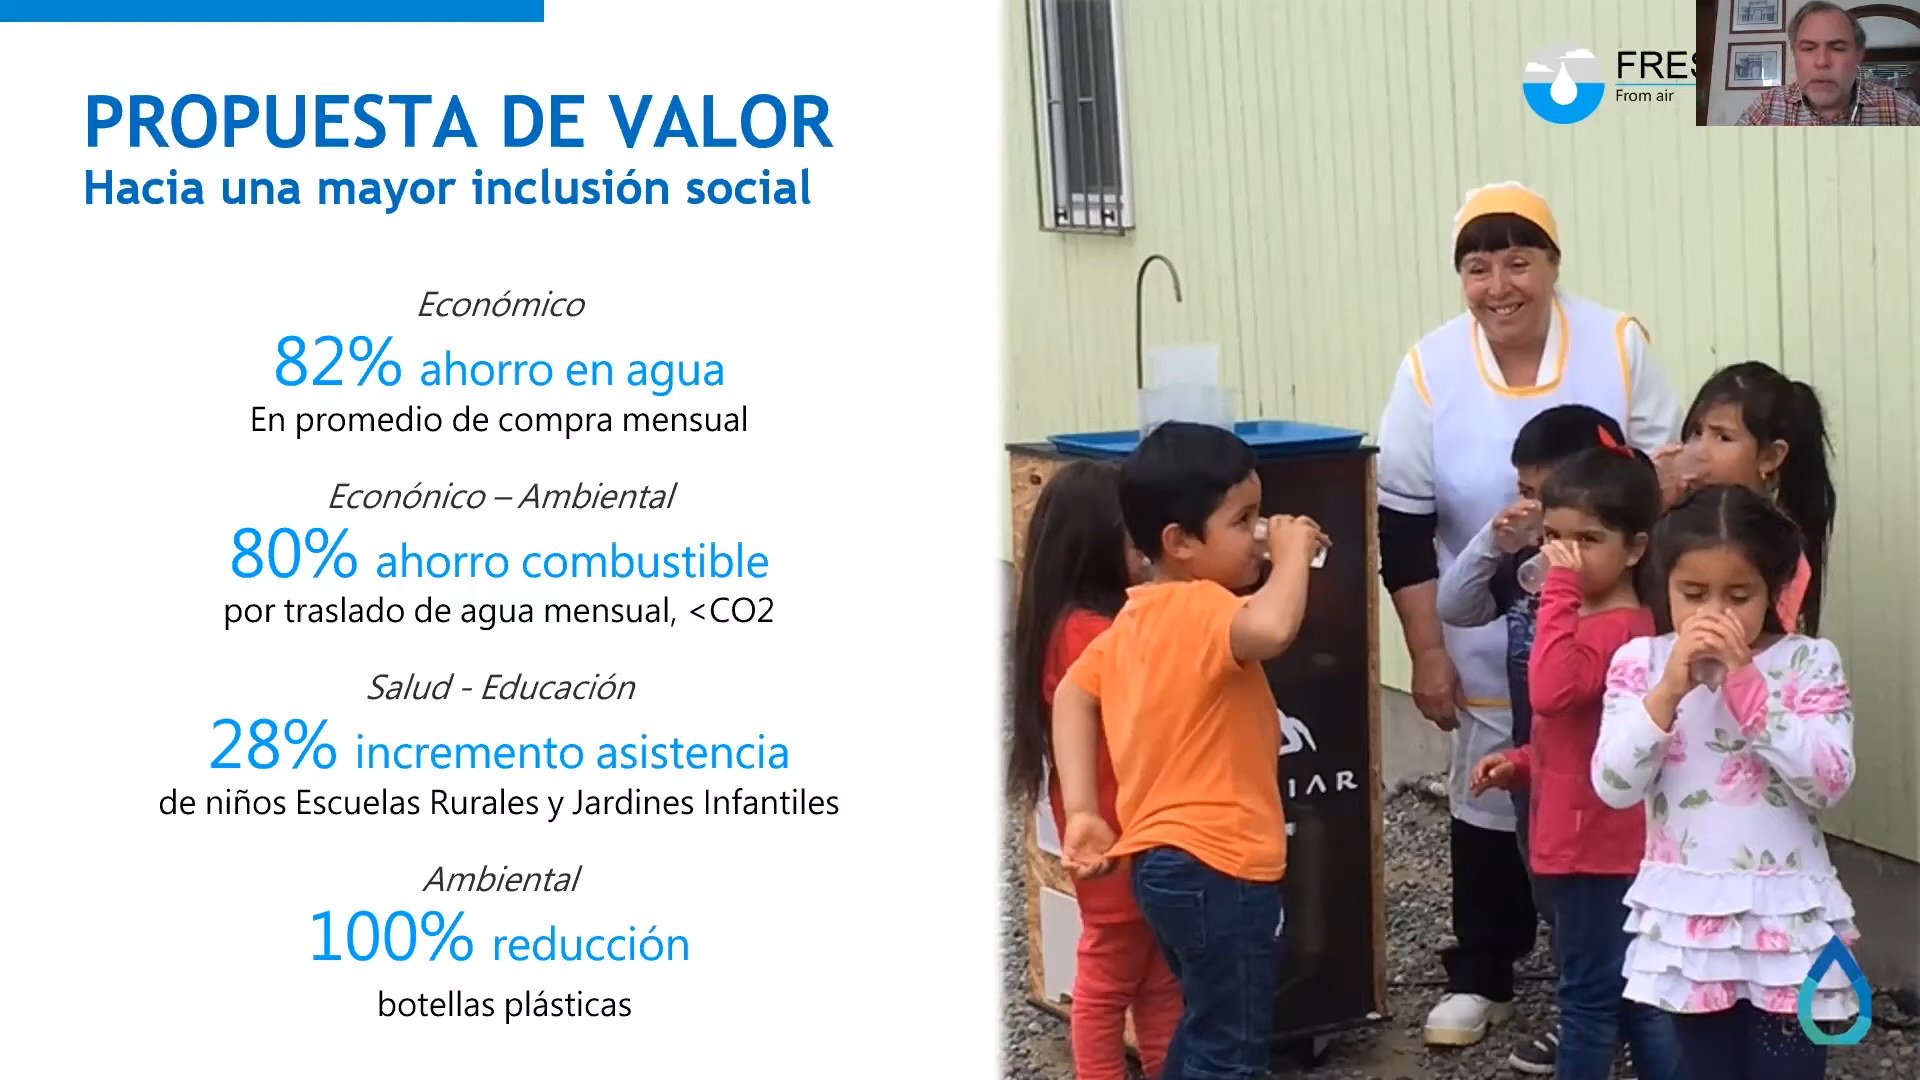 PROPUESTA DE VALOR
Hacia una mayor inclusión social
Económico
82% ahorro en agua
En promedio de compra mensual
Econónico – Ambiental
80% ahorro combustible
por traslado de agua mensual, <CO2
Salud - Educación
28% incremento asistencia
de niños Escuelas Rurales y Jardines Infantiles
Ambiental
100% reducción
botellas plásticas
From air